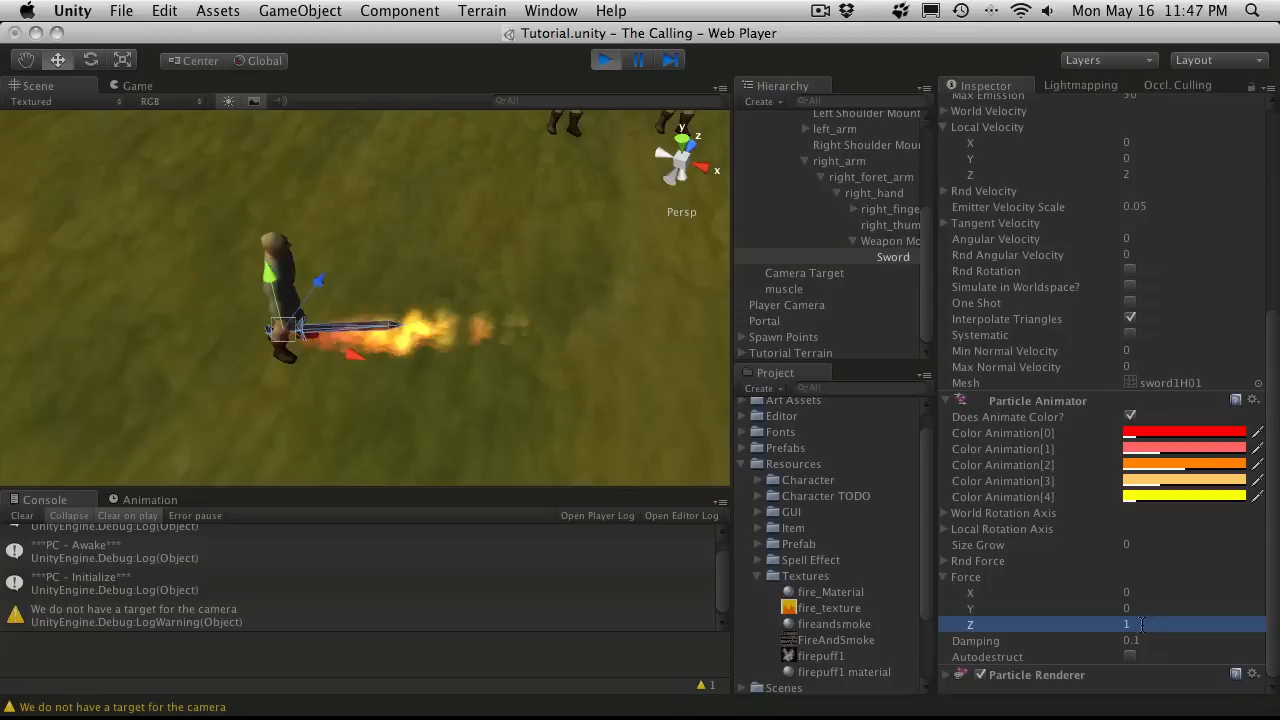 Unity File Edit Assets GameObject Component Terrain Window Help Mon May 16 11:47 PM
Tutorial.unity - The Calling - Web Player
Center Global Layers Layout
Scene Game
Textured RGB All
y
z
x
Persp
Hierarchy
Create All
Left Shoulder Mount
left_arm
Right Shoulder Mour
right_arm
right_foret_arm
right_hand
right_finge
right_thum
Weapon Mo
Sword
Camera Target
muscle
Player Camera
Portal
Spawn Points
Tutorial Terrain
Project
Create All
Art Assets
Editor
Fonts
Prefabs
Resources
Character
Character TODO
GUI
Item
Prefab
Spell Effect
Textures
fire_Material
fire_texture
fireandsmoke
FireAndSmoke
firepuff1
firepuff1 material
Scenes
Inspector Lightmapping Occl. Culling
Max Emission 50
World Velocity
Local Velocity
X 0
Y 0
Z 2
Rnd Velocity
Emitter Velocity Scale 0.05
Tangent Velocity
Angular Velocity 0
Rnd Angular Velocity 0
Rnd Rotation
Simulate in Worldspace?
One Shot
Interpolate Triangles
Systematic
Min Normal Velocity 0
Max Normal Velocity 0
Mesh sword1H01
Particle Animator
Does Animate Color?
Color Animation[0]
Color Animation[1]
Color Animation[2]
Color Animation[3]
Color Animation[4]
World Rotation Axis
Local Rotation Axis
Size Grow 0
Rnd Force
Force
X 0
Y 0
Z 1
Damping 0.1
Autodestruct
Particle Renderer
Console Animation
Clear Collapse Clear on play Error pause Open Player Log Open Editor Log
UnityEngine.Debug:Log(Object)
***PC - Awake***
UnityEngine.Debug:Log(Object)
***PC - Initialize***
UnityEngine.Debug:Log(Object)
We do not have a target for the camera
UnityEngine.Debug:LogWarning(Object)
1
We do not have a target for the camera